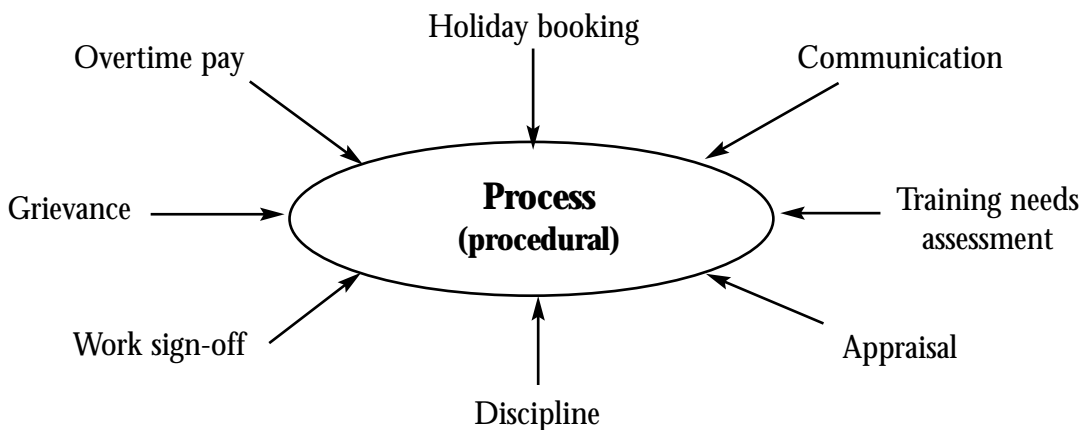 Holiday booking
Overtime pay
Communication
Process
(procedural)
Grievance
Training needs
assessment
Work sign-off
Appraisal
Discipline